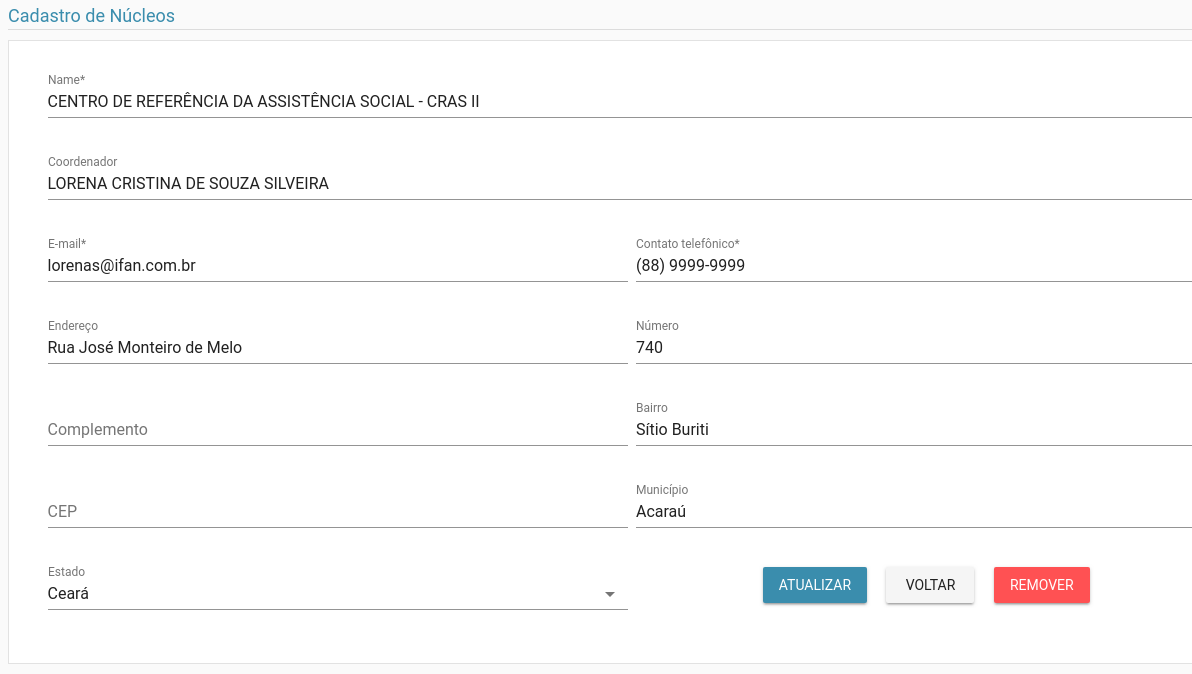 Cadastro de Núcleos
Name*
CENTRO DE REFERÊNCIA DA ASSISTÊNCIA SOCIAL - CRAS II
Coordenador
LORENA CRISTINA DE SOUZA SILVEIRA
E-mail* Contato telefônico*
lorenas@ifan.com.br (88) 9999-9999
Endereço Número
Rua José Monteiro de Melo 740
Bairro
Complemento Sítio Buriti
Município
CEP Acaraú
Estado
Ceará ATUALIZAR VOLTAR REMOVER